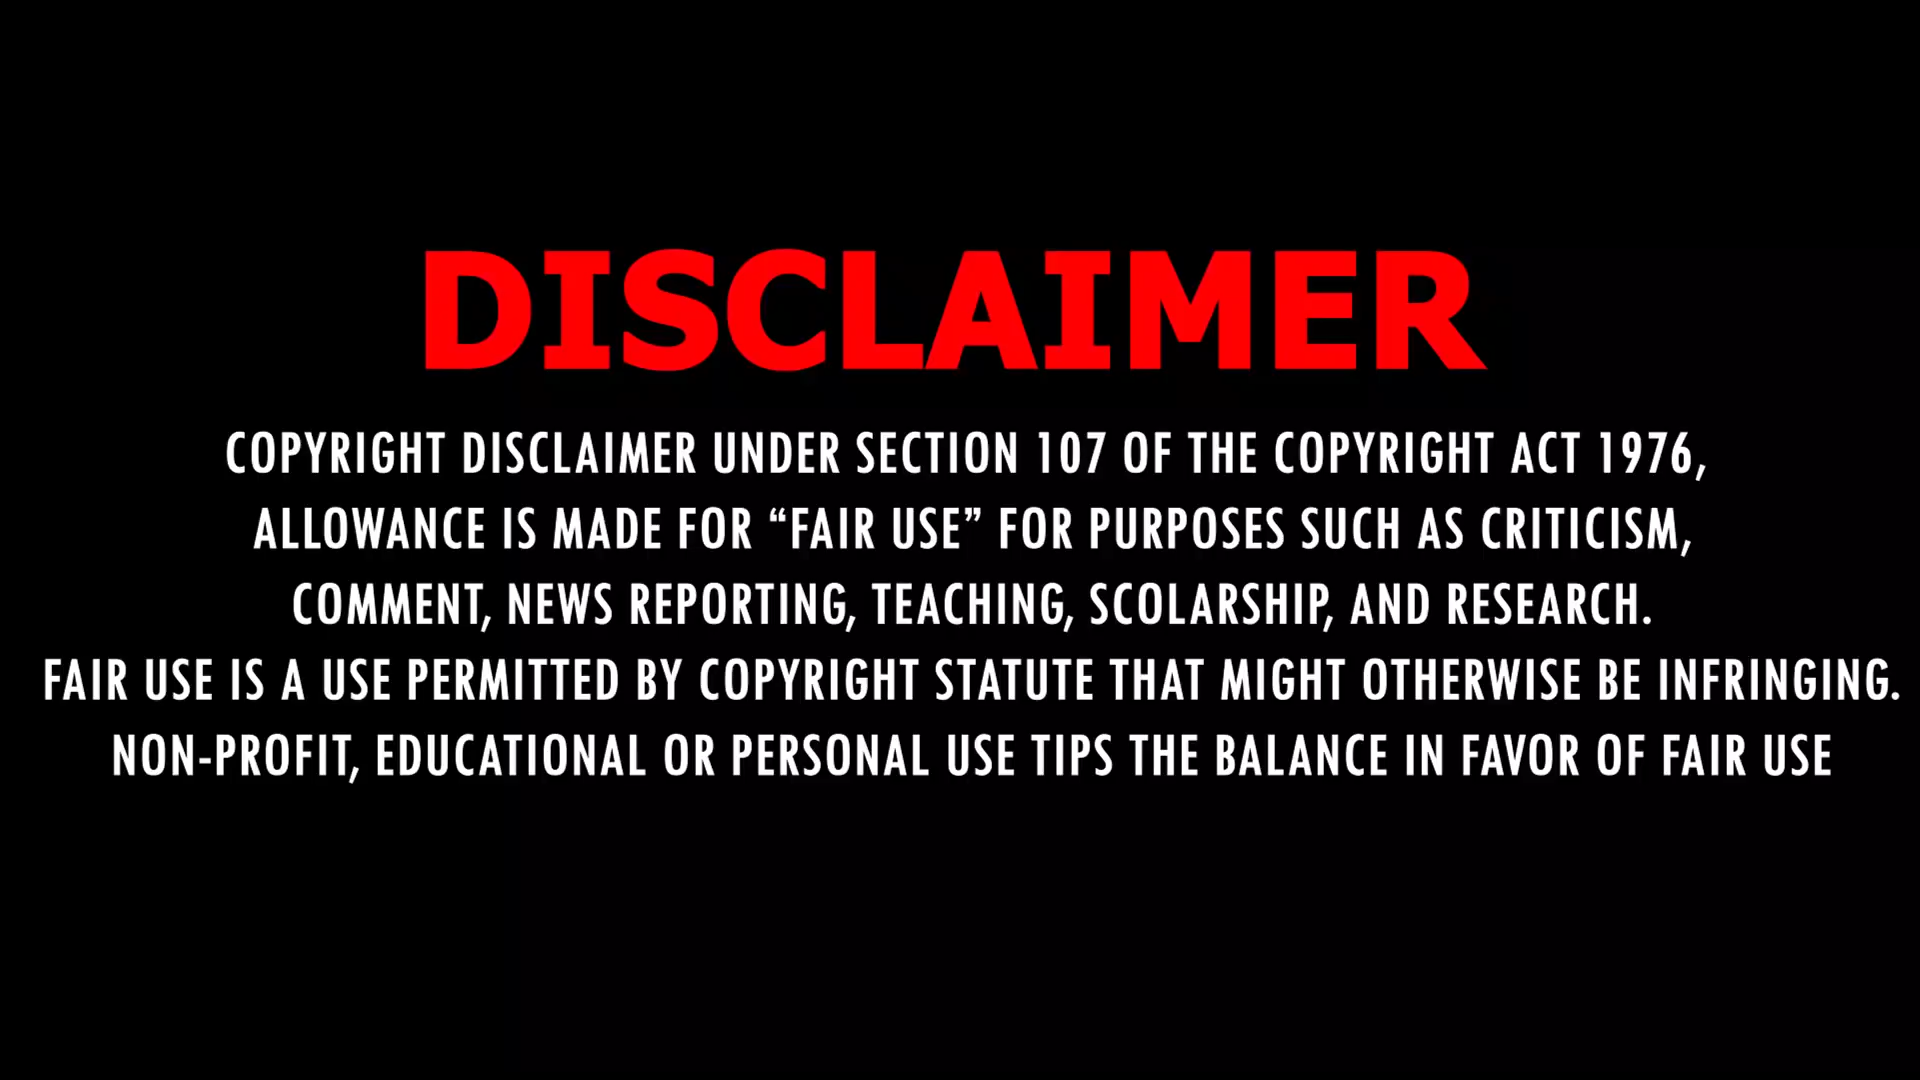 DISCLAIMER
COPYRIGHT DISCLAIMER UNDER SECTION 107 OF THE COPYRIGHT ACT 1976,
ALLOWANCE IS MADE FOR “FAIR USE” FOR PURPOSES SUCH AS CRITICISM,
COMMENT, NEWS REPORTING, TEACHING, SCOLARSHIP, AND RESEARCH.
FAIR USE IS A USE PERMITTED BY COPYRIGHT STATUTE THAT MIGHT OTHERWISE BE INFRINGING.
NON-PROFIT, EDUCATIONAL OR PERSONAL USE TIPS THE BALANCE IN FAVOR OF FAIR USE